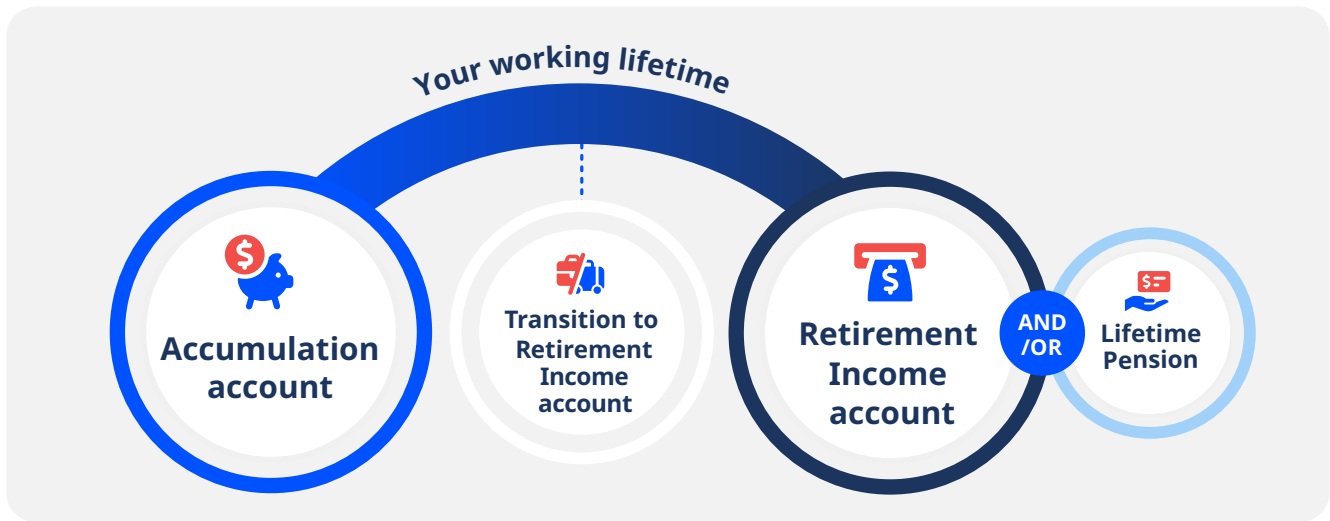 Your working lifetime
Accumulation
account
Transition to
Retirement
Income
account
Retirement
Income
account
AND
/OR
Lifetime
Pension